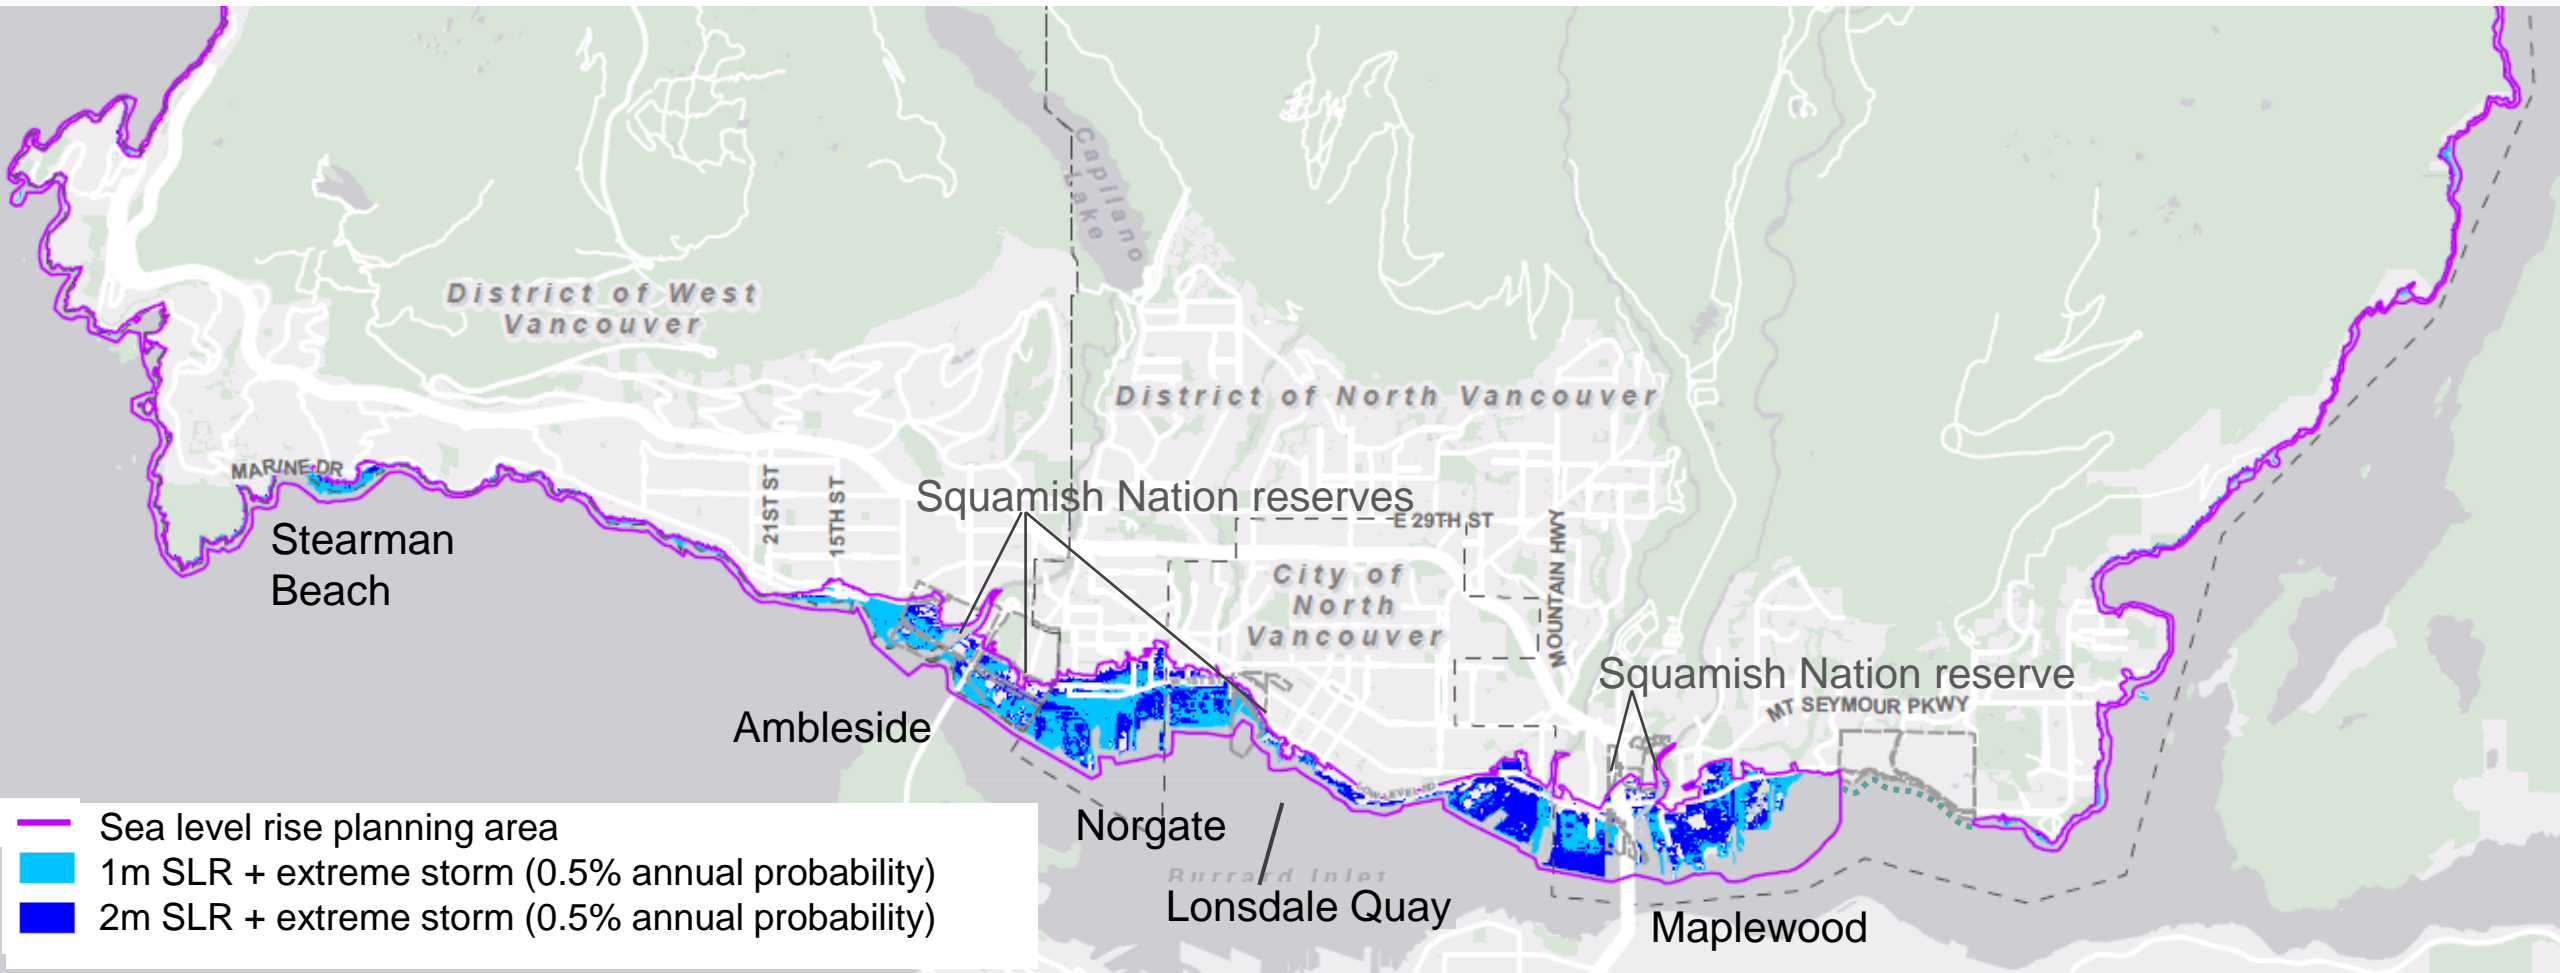 Capilano
Lake
District of West
Vancouver
District of North Vancouver
MARINE DR
21ST ST
15TH ST
Squamish Nation reserves
E 29TH ST
MOUNTAIN HWY
Stearman
Beach
City of
North
Vancouver
Squamish Nation reserve
MT SEYMOUR PKWY
Ambleside
LOW LEVEL RD
Norgate
Burrard Inlet
Lonsdale Quay
Maplewood
Sea level rise planning area
1m SLR + extreme storm (0.5% annual probability)
2m SLR + extreme storm (0.5% annual probability)